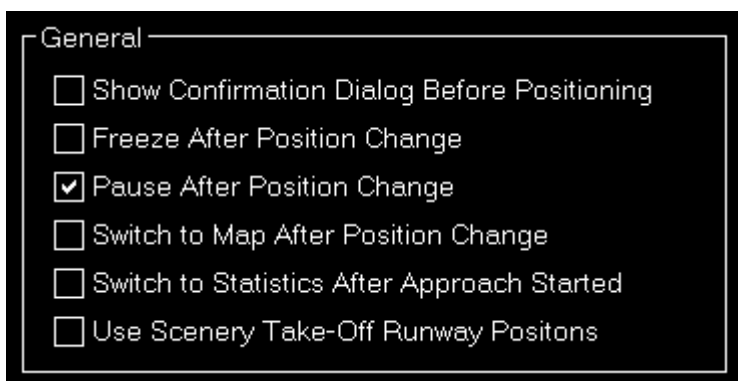 General
Show Confirmation Dialog Before Positioning
Freeze After Position Change
Pause After Position Change
Switch to Map After Position Change
Switch to Statistics After Approach Started
Use Scenery Take-Off Runway Positons